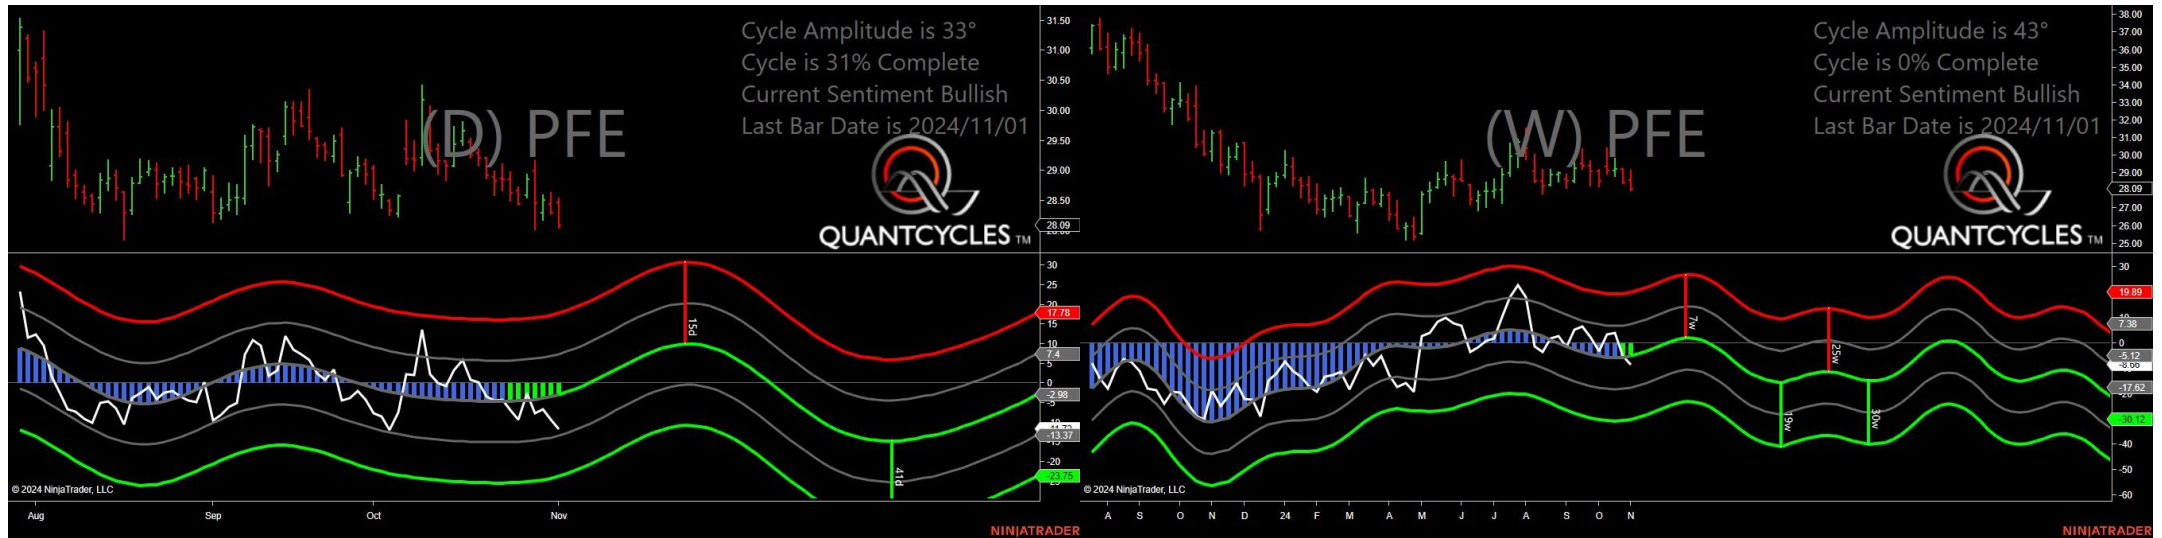 Cycle Amplitude is 33°
Cycle is 31% Complete
Current Sentiment Bullish
Last Bar Date is 2024/11/01
(D) PFE
QUANTCYCLES TM
31.50
31.00
30.50
30.00
29.50
29.00
28.50
28.09
30
25
20
17.78
15
10
7.4
5
0
-2.98
-5
-13.37
-15
-20
-23.75
15d
41d
© 2024 NinjaTrader, LLC
Aug Sep Oct Nov
NINJATRADER
Cycle Amplitude is 43°
Cycle is 0% Complete
Current Sentiment Bullish
Last Bar Date is 2024/11/01
(W) PFE
QUANTCYCLES TM
38.00
37.00
36.00
35.00
34.00
33.00
32.00
31.00
30.00
29.00
28.09
27.00
26.00
25.00
30
19.89
10
7.38
0
-5.12
-8.66
-17.62
-20
-30.12
-40
-50
-60
7w
25w
19w
30w
© 2024 NinjaTrader, LLC
A S O N D 24 F M A M J J A S O N
NINJATRADER